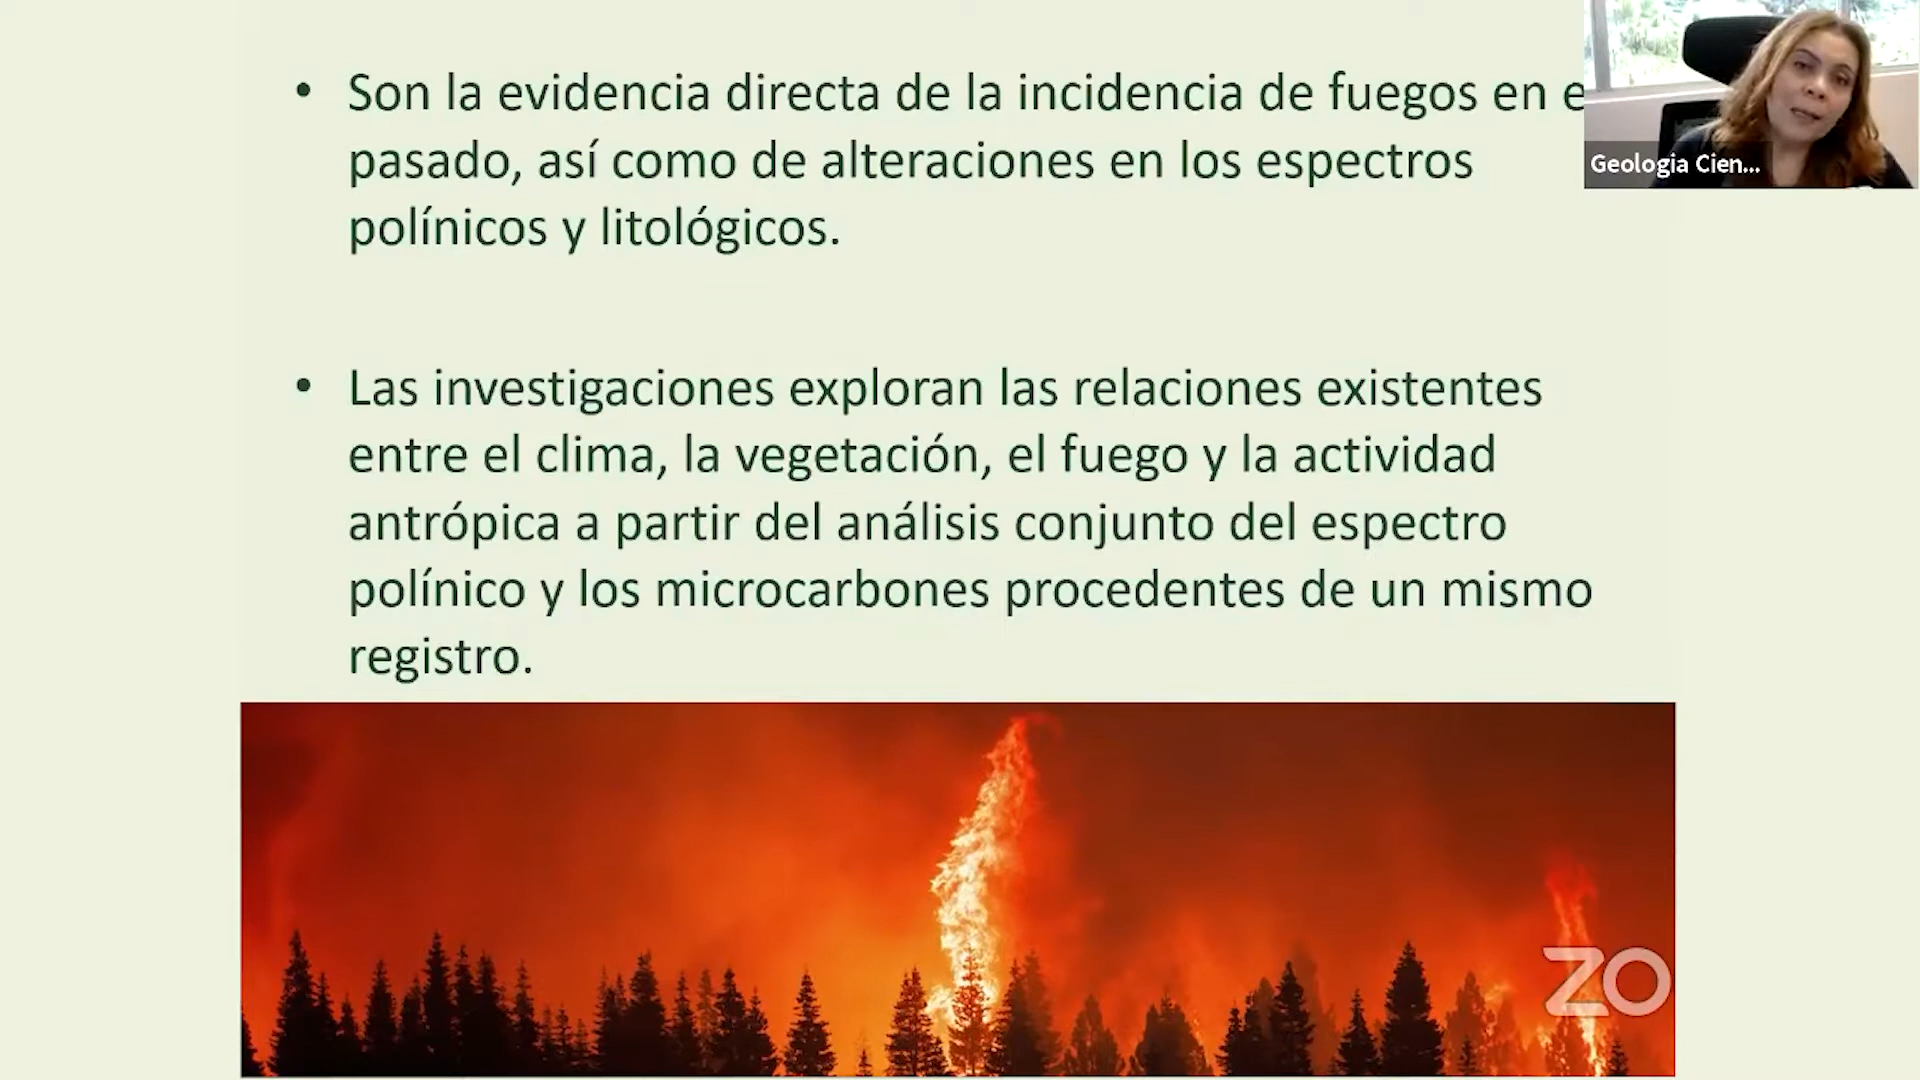 • Son la evidencia directa de la incidencia de fuegos en e
pasado, así como de alteraciones en los espectros
polínicos y litológicos.
• Las investigaciones exploran las relaciones existentes
entre el clima, la vegetación, el fuego y la actividad
antrópica a partir del análisis conjunto del espectro
polínico y los microcarbones procedentes de un mismo
registro.
Geologia Cien...
ZO